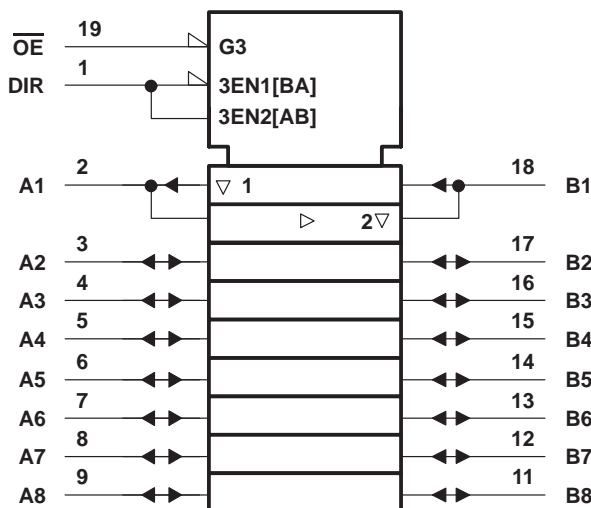 19
OE G3
1
DIR 3EN1[BA]
3EN2[AB]
2 18
A1 1 B1
2
3 17
A2 B2
4 16
A3 B3
5 15
A4 B4
6 14
A5 B5
7 13
A6 B6
8 12
A7 B7
9 11
A8 B8